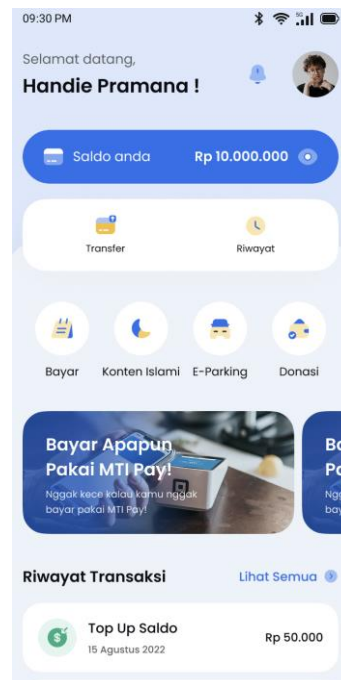 09:30 PM
5G
Selamat datang,
Handie Pramana !
Saldo anda Rp 10.000.000
Transfer Riwayat
Bayar Konten Islami E-Parking Donasi
Bayar Apapun
Pakai MTI Pay!
Nggak kece kalau kamu nggak
bayar pakai MTI Pay!
Riwayat Transaksi Lihat Semua
Top Up Saldo
15 Agustus 2022
Rp 50.000